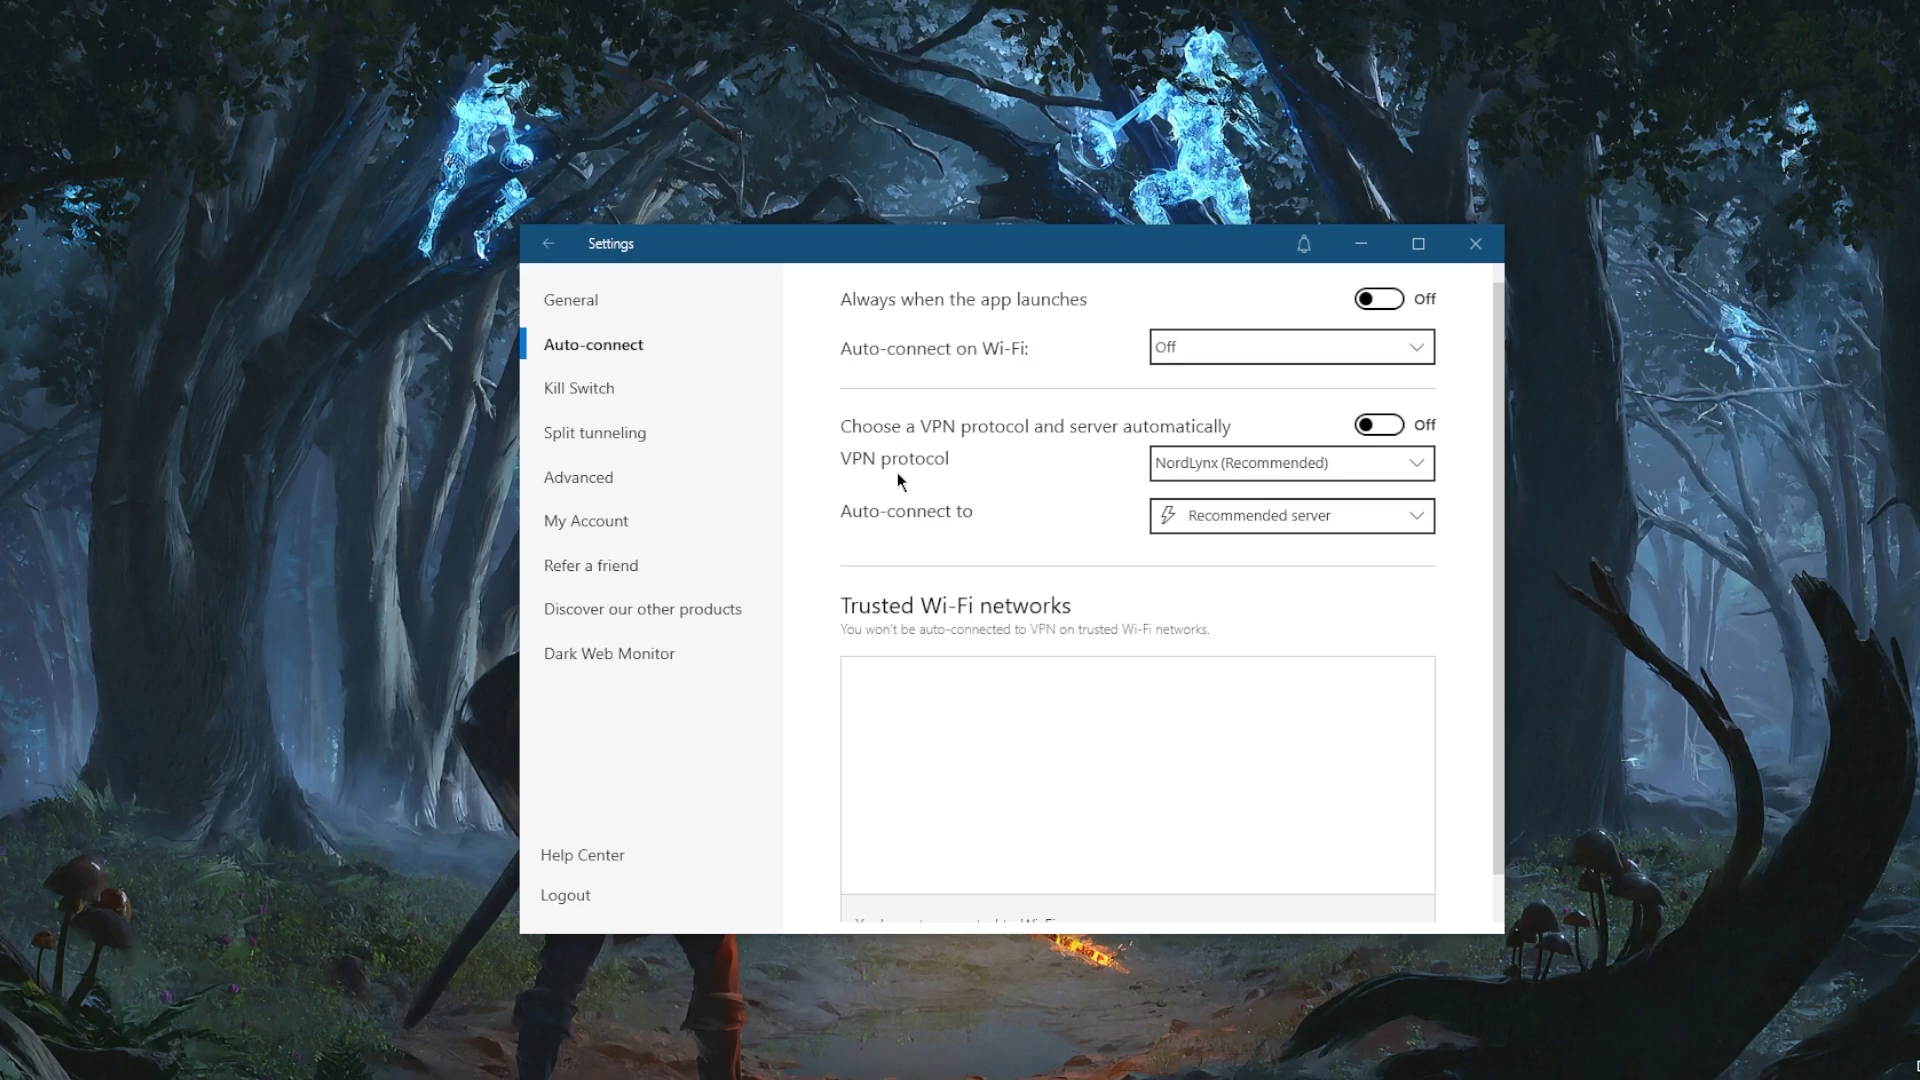 Settings
General
Auto-connect
Kill Switch
Split tunneling
Advanced
My Account
Refer a friend
Discover our other products
Dark Web Monitor
Help Center
Logout
Always when the app launches Off
Auto-connect on Wi-Fi: Off
Choose a VPN protocol and server automatically Off
VPN protocol NordLynx (Recommended)
Auto-connect to Recommended server
Trusted Wi-Fi networks
You won't be auto-connected to VPN on trusted Wi-Fi networks.